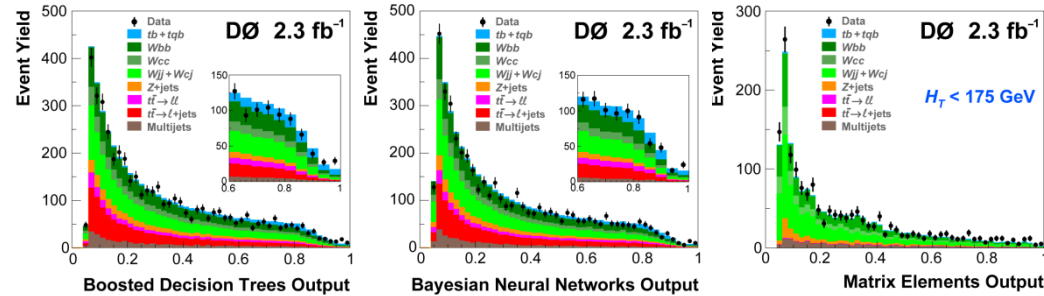 Event Yield
500
400
300
200
100
0
DØ 2.3 fb⁻¹
Data
tb+tqb
Wbb
Wcc
Wjj+Wcj
Z+jets
tt̄→ℓℓ
tt̄→ℓ+jets
Multijets
150
100
50
0
0.6 0.8 1
0 0.2 0.4 0.6 0.8 1
Boosted Decision Trees Output
Event Yield
500
400
300
200
100
0
DØ 2.3 fb⁻¹
Data
tb+tqb
Wbb
Wcc
Wjj+Wcj
Z+jets
tt̄→ℓℓ
tt̄→ℓ+jets
Multijets
150
100
50
0
0.6 0.8 1
0 0.2 0.4 0.6 0.8 1
Bayesian Neural Networks Output
Event Yield
300
200
100
0
DØ 2.3 fb⁻¹
Data
tb+tqb
Wbb
Wcc
Wjj+Wcj
Z+jets
tt̄→ℓℓ
tt̄→ℓ+jets
Multijets
H_T < 175 GeV
0 0.2 0.4 0.6 0.8 1
Matrix Elements Output